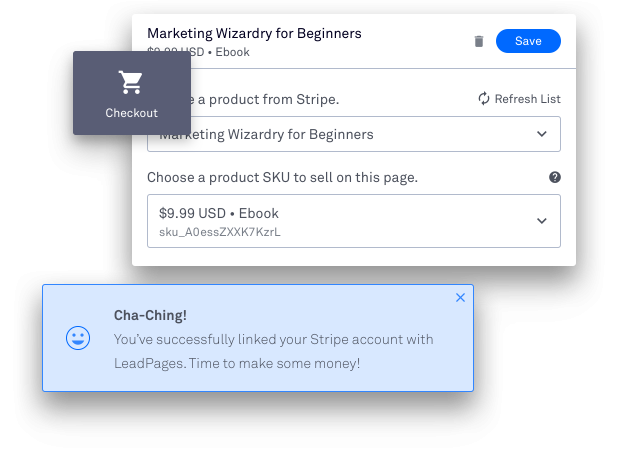 Marketing Wizardry for Beginners
$9.99 USD • Ebook
Save
Checkout
e a product from Stripe.
Refresh List
Marketing Wizardry for Beginners
Choose a product SKU to sell on this page.
$9.99 USD • Ebook
sku_A0essZXXK7KzrL
Cha-Ching!
You’ve successfully linked your Stripe account with
LeadPages. Time to make some money!